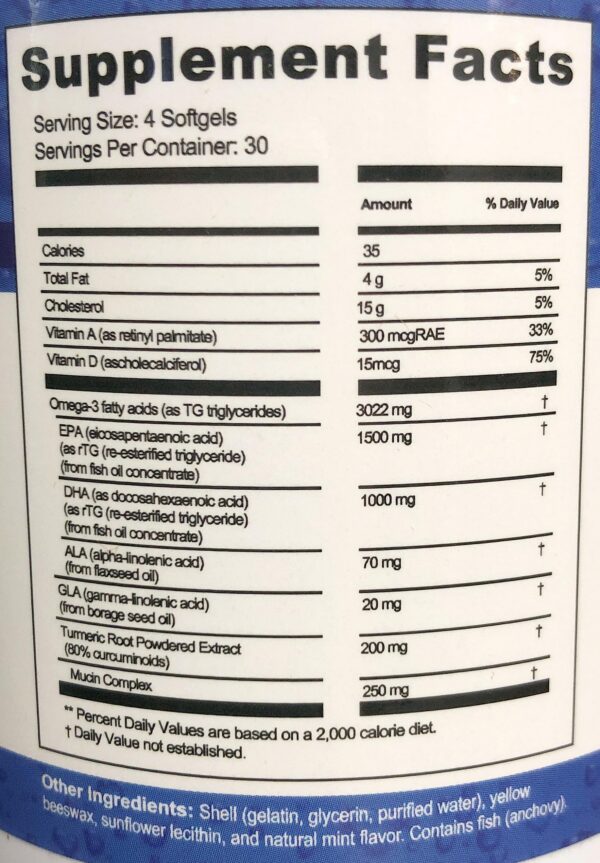 Supplement Facts
Serving Size: 4 Softgels
Servings Per Container: 30
Amount % Daily Value
Calories 35
Total Fat 4 g 5%
Cholesterol 15 g 5%
Vitamin A (as retinyl palmitate) 300 mcgRAE 33%
Vitamin D (ascholecalciferol) 15mcg 75%
Omega-3 fatty acids (as TG triglycerides) 3022 mg †
EPA (eicosapentaenoic acid) 1500 mg †
(as rTG (re-esterified triglyceride)
(from fish oil concentrate)
DHA (as docosahexaenoic acid) 1000 mg †
(as rTG (re-esterified triglyceride)
(from fish oil concentrate)
ALA (alpha-linolenic acid) 70 mg †
(from flaxseed oil)
GLA (gamma-linolenic acid) 20 mg †
(from borage seed oil)
Turmeric Root Powdered Extract 200 mg †
(80% curcuminoids)
Mucin Complex 250 mg †
** Percent Daily Values are based on a 2,000 calorie diet.
† Daily Value not established.
Other Ingredients: Shell (gelatin, glycerin, purified water), yellow
beeswax, sunflower lecithin, and natural mint flavor. Contains fish (anchovy).